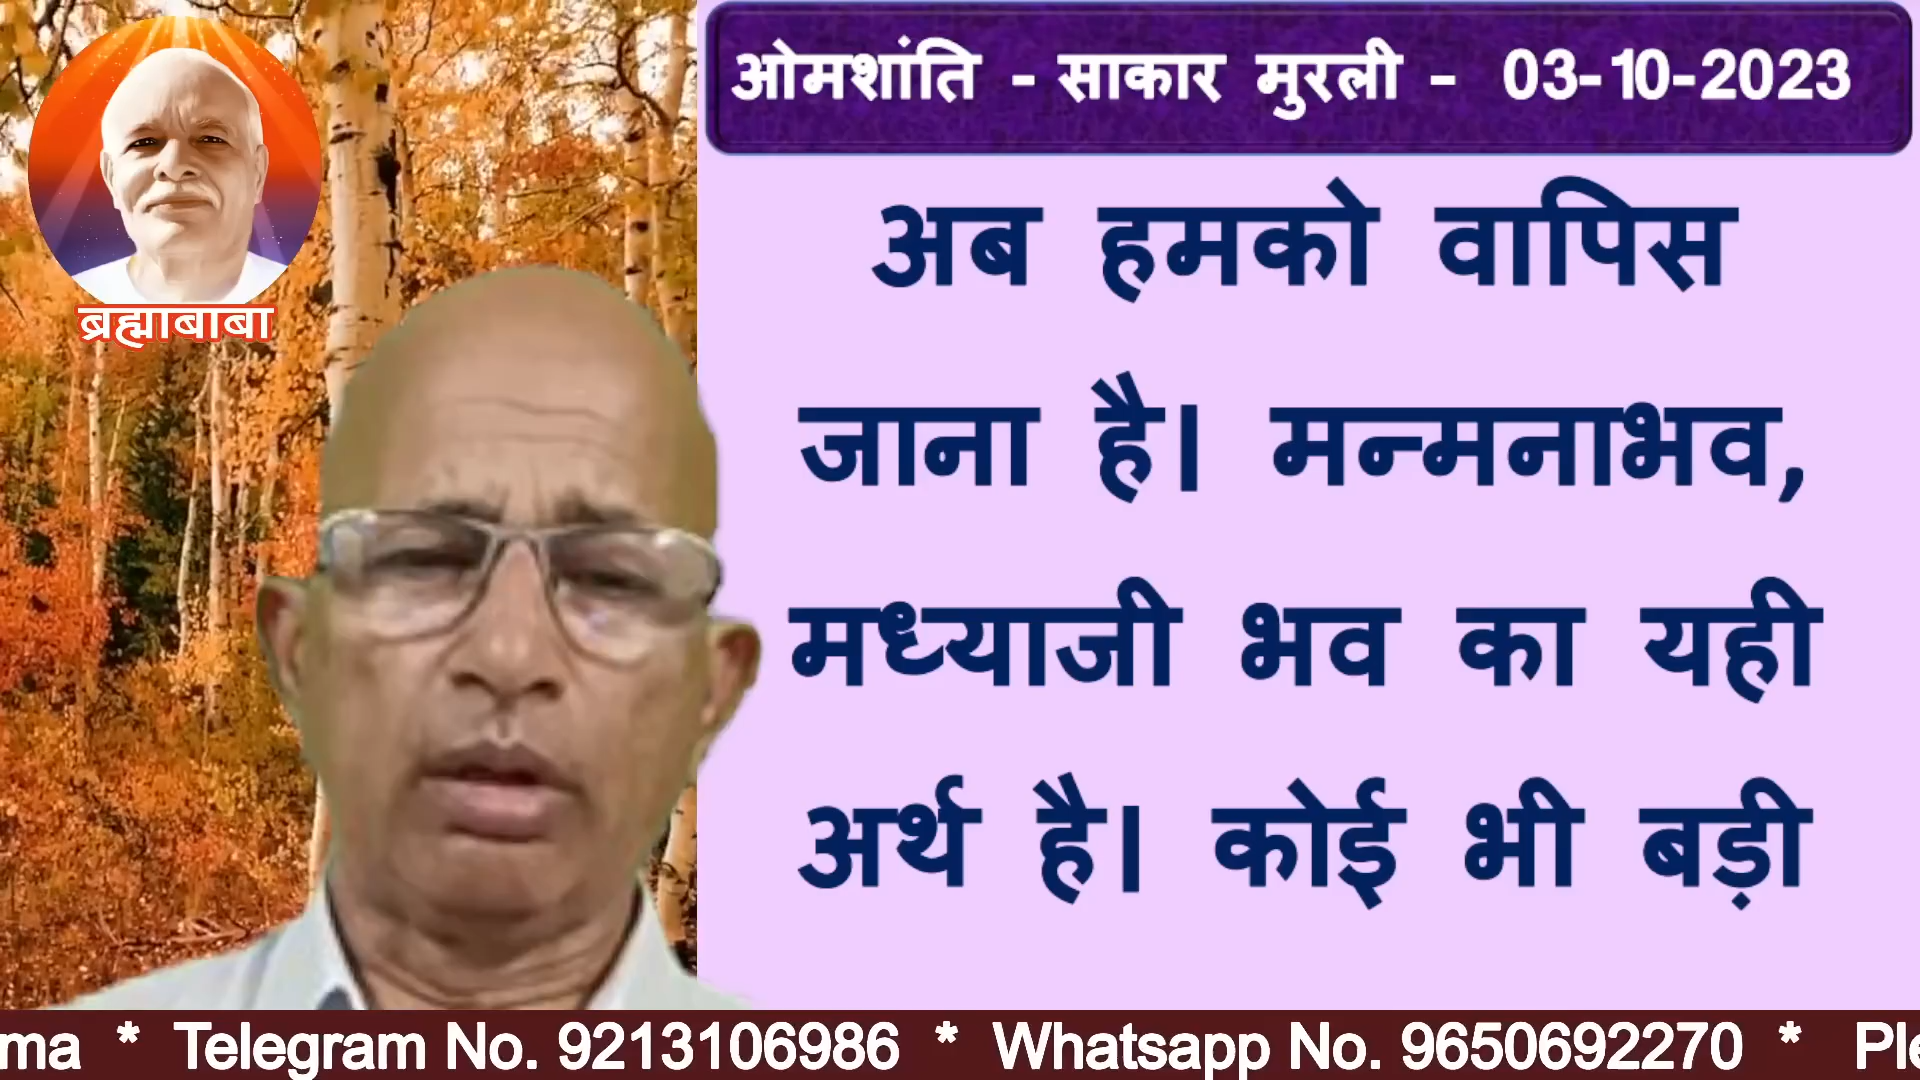 ओमशांति - साकार मुरली - 03-10-2023
ब्रह्माबाबा
अब हमको वापिस
जाना है। मन्मनाभव,
मध्याजी भव का यही
अर्थ है। कोई भी बड़ी
ma * Telegram No. 9213106986 * Whatsapp No. 9650692270 * Ple